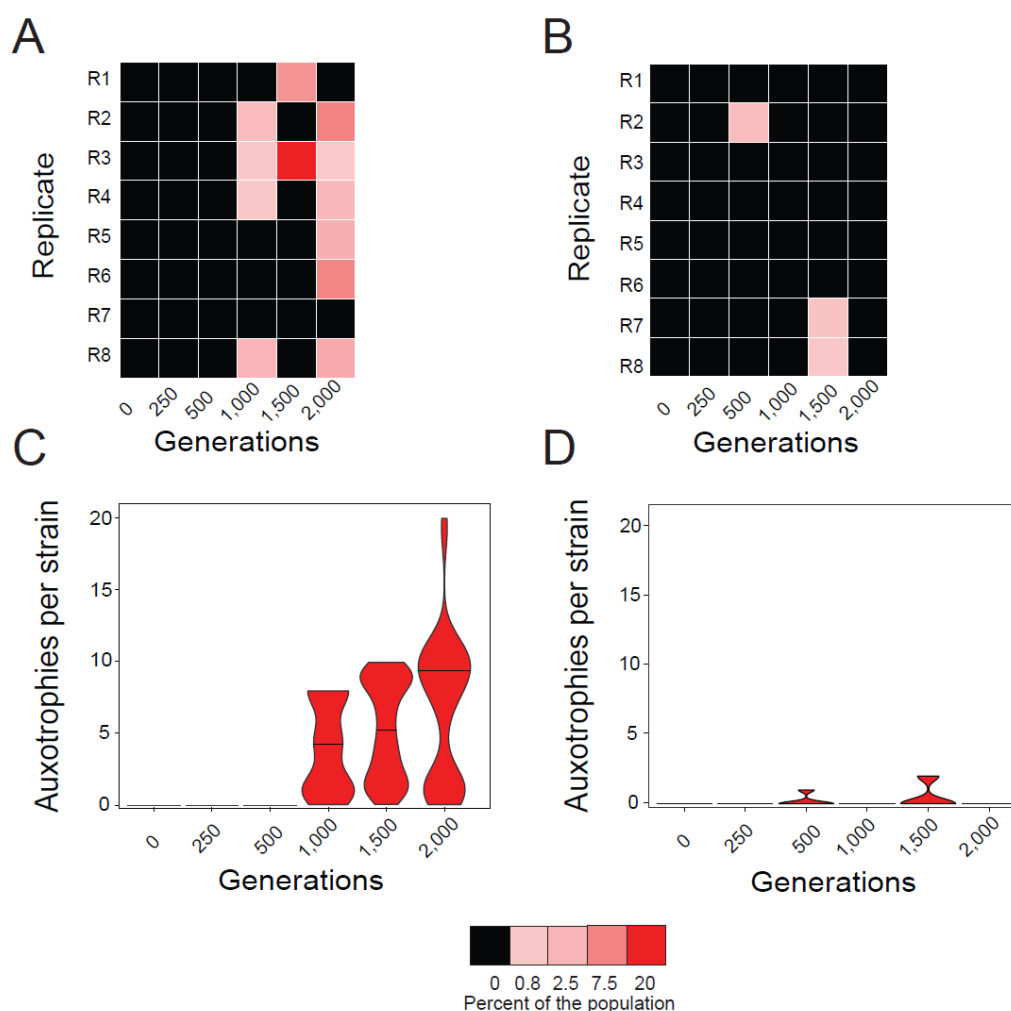 A
R1
R2
R3
R4
R5
R6
R7
R8
Replicate
0 250 500 1,000 1,500 2,000
Generations
B
R1
R2
R3
R4
R5
R6
R7
R8
Replicate
0 250 500 1,000 1,500 2,000
Generations
C
Auxotrophies per strain
20
15
10
5
0
0 250 500 1,000 1,500 2,000
Generations
D
Auxotrophies per strain
20
15
10
5
0
0 250 500 1,000 1,500 2,000
Generations
0 0.8 2.5 7.5 20
Percent of the population